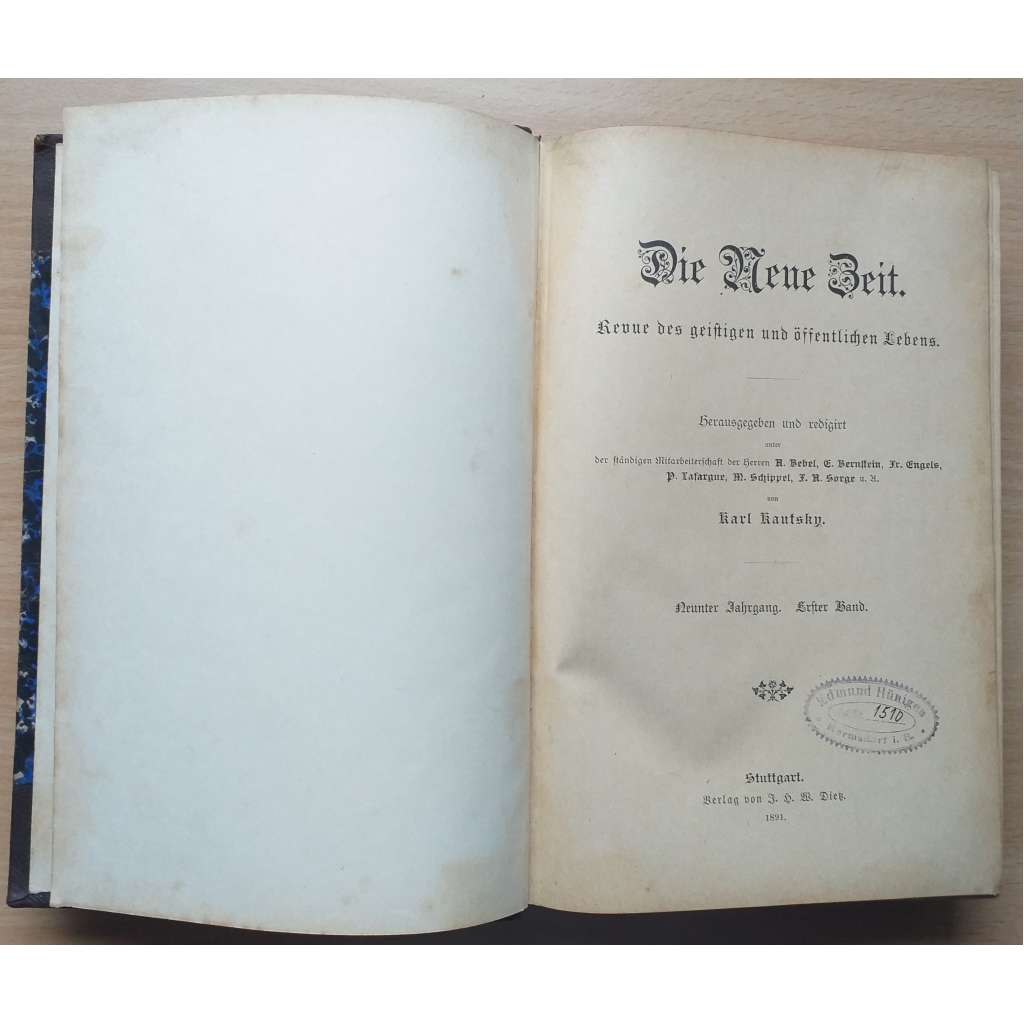 Die Neue Zeit.
Revue des geistigen und öffentlichen Lebens.
Herausgegeben und redigirt
unter
der ständigen Mitarbeiterschaft der Herren A. Bebel, E. Bernstein, Fr. Engels,
P. Lafargue, M. Schippel, F. A. Sorge u. A.
von
Karl Kautsky.
Neunter Jahrgang. Erster Band.
Edmund Hünigen
1510
i. B.
Stuttgart.
Verlag von J. H. W. Dietz.
1891.